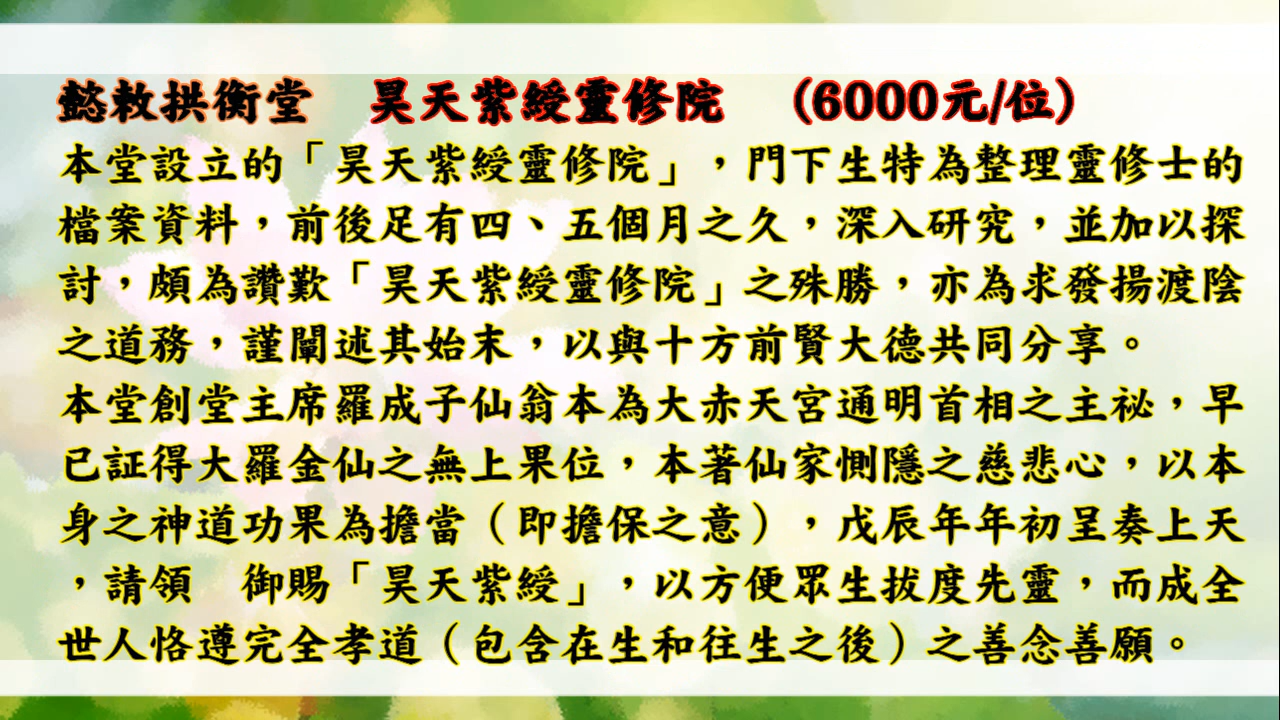 懿敕拱衡堂 昊天紫綬靈修院 (6000元/位)
本堂設立的「昊天紫綬靈修院」，門下生特為整理靈修士的
檔案資料，前後足有四、五個月之久，深入研究，並加以探
討，頗為讚歎「昊天紫綬靈修院」之殊勝，亦為求發揚渡陰
之道務，謹闡述其始末，以與十方前賢大德共同分享。
本堂創堂主席羅成子仙翁本為大赤天宮通明首相之主祕，早
已証得大羅金仙之無上果位，本著仙家惻隱之慈悲心，以本
身之神道功果為擔當（即擔保之意），戊辰年年初呈奏上天
，請領 御賜「昊天紫綬」，以方便眾生拔度先靈，而成全
世人恪遵完全孝道（包含在生和往生之後）之善念善願。